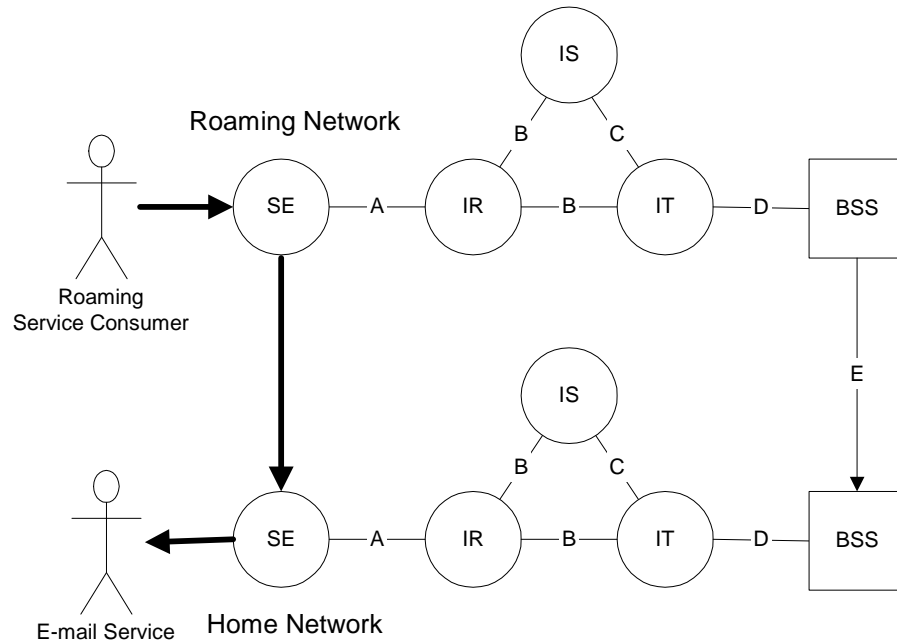 IS
Roaming Network
B
C
SE
A
IR
B
IT
D
BSS
Roaming
Service Consumer
E
IS
B
C
SE
A
IR
B
IT
D
BSS
E-mail Service
Home Network